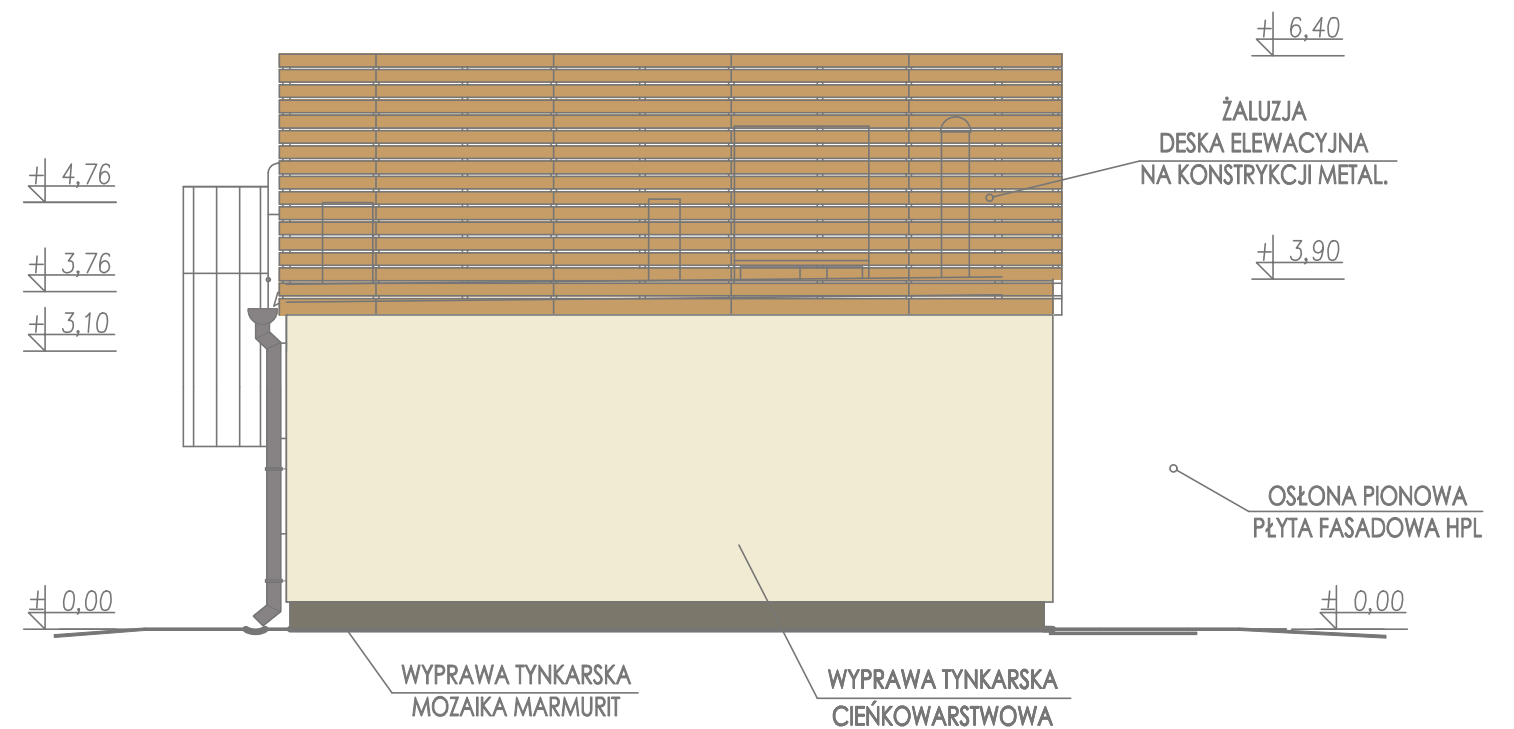 ± 6,40
ŻALUZJA
DESKA ELEWACYJNA
NA KONSTRYKCJI METAL.
± 4,76
± 3,76
± 3,90
± 3,10
OSŁONA PIONOWA
PŁYTA FASADOWA HPL
± 0,00
± 0,00
WYPRAWA TYNKARSKA
MOZAIKA MARMURIT
WYPRAWA TYNKARSKA
CIEŃKOWARSTWOWA